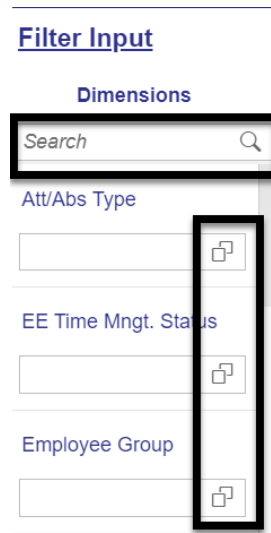 Filter Input
Dimensions
Search
Att/Abs Type
EE Time Mngt. Status
Employee Group